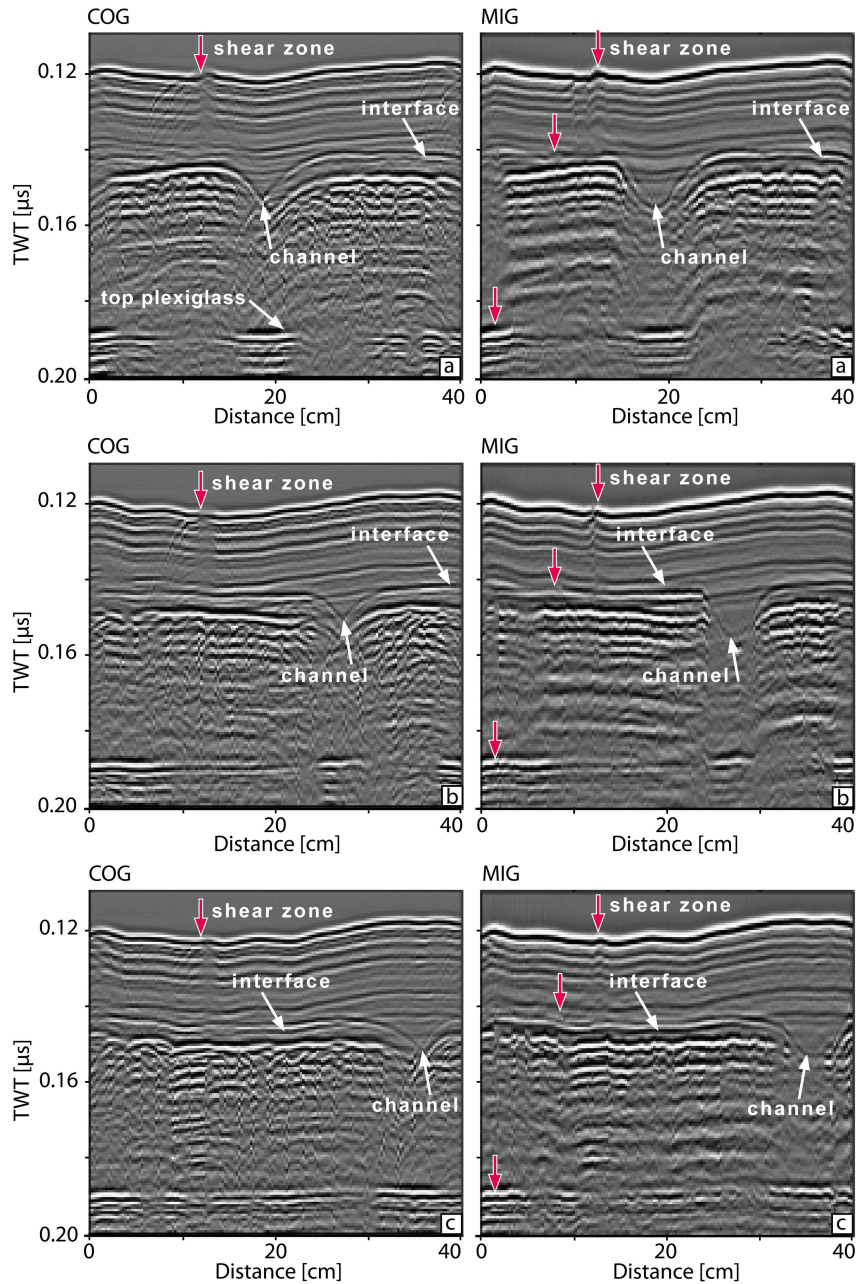 COG
MIG
shear zone
shear zone
0.12
interface
interface
TWT [µs]
0.16
channel
channel
top plexiglass
a
a
0.20
0
20
40
0
20
40
Distance [cm]
Distance [cm]
COG
MIG
shear zone
shear zone
0.12
interface
interface
TWT [µs]
0.16
channel
channel
b
b
0.20
0
20
40
0
20
40
Distance [cm]
Distance [cm]
COG
MIG
shear zone
shear zone
0.12
interface
interface
TWT [µs]
0.16
channel
channel
c
c
0.20
0
20
40
0
20
40
Distance [cm]
Distance [cm]